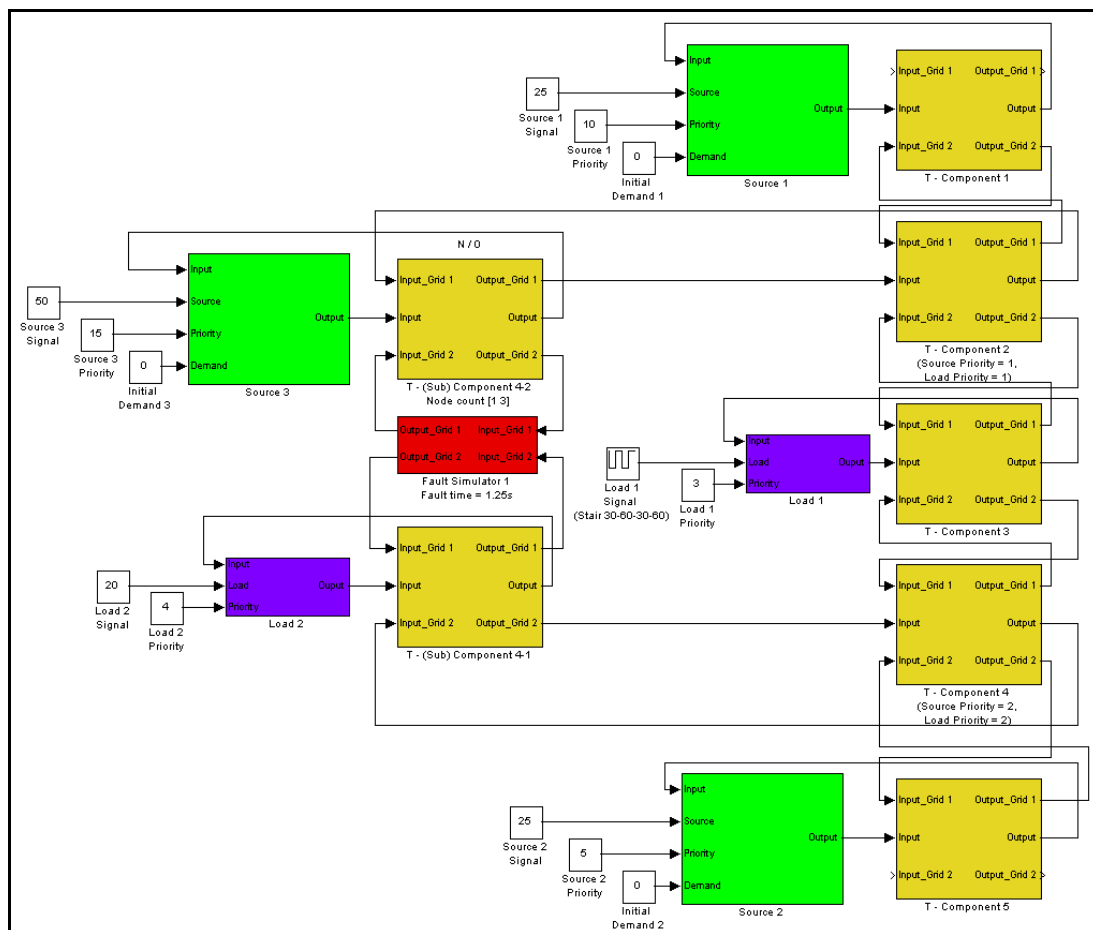 Input
Source
Priority
Demand
Output
Source 1
25
Source 1
Signal
10
Source 1
Priority
0
Initial
Demand 1
Input_Grid 1
Output_Grid 1
Input
Output
Input_Grid 2
Output_Grid 2
T - Component 1
N / 0
Input
Source
Priority
Demand
Output
Source 3
50
Source 3
Signal
15
Source 3
Priority
0
Initial
Demand 3
Input_Grid 1
Output_Grid 1
Input
Output
Input_Grid 2
Output_Grid 2
T - (Sub) Component 4-2
Node count [1 3]
Input_Grid 1
Output_Grid 1
Input
Output
Input_Grid 2
Output_Grid 2
T - Component 2
(Source Priority = 1,
Load Priority = 1)
Output_Grid 1
Input_Grid 1
Output_Grid 2
Input_Grid 2
Fault Simulator 1
Fault time = 1.25s
Load 1
Signal
(Stair 30-60-30-60)
3
Load 1
Priority
Input
Load
Priority
Ouput
Load 1
Input_Grid 1
Output_Grid 1
Input
Output
Input_Grid 2
Output_Grid 2
T - Component 3
20
Load 2
Signal
4
Load 2
Priority
Input
Load
Priority
Ouput
Load 2
Input_Grid 1
Output_Grid 1
Input
Output
Input_Grid 2
Output_Grid 2
T - (Sub) Component 4-1
Input_Grid 1
Output_Grid 1
Input
Output
Input_Grid 2
Output_Grid 2
T - Component 4
(Source Priority = 2,
Load Priority = 2)
25
Source 2
Signal
5
Source 2
Priority
0
Initial
Demand 2
Input
Source
Priority
Demand
Output
Source 2
Input_Grid 1
Output_Grid 1
Input
Output
Input_Grid 2
Output_Grid 2
T - Component 5